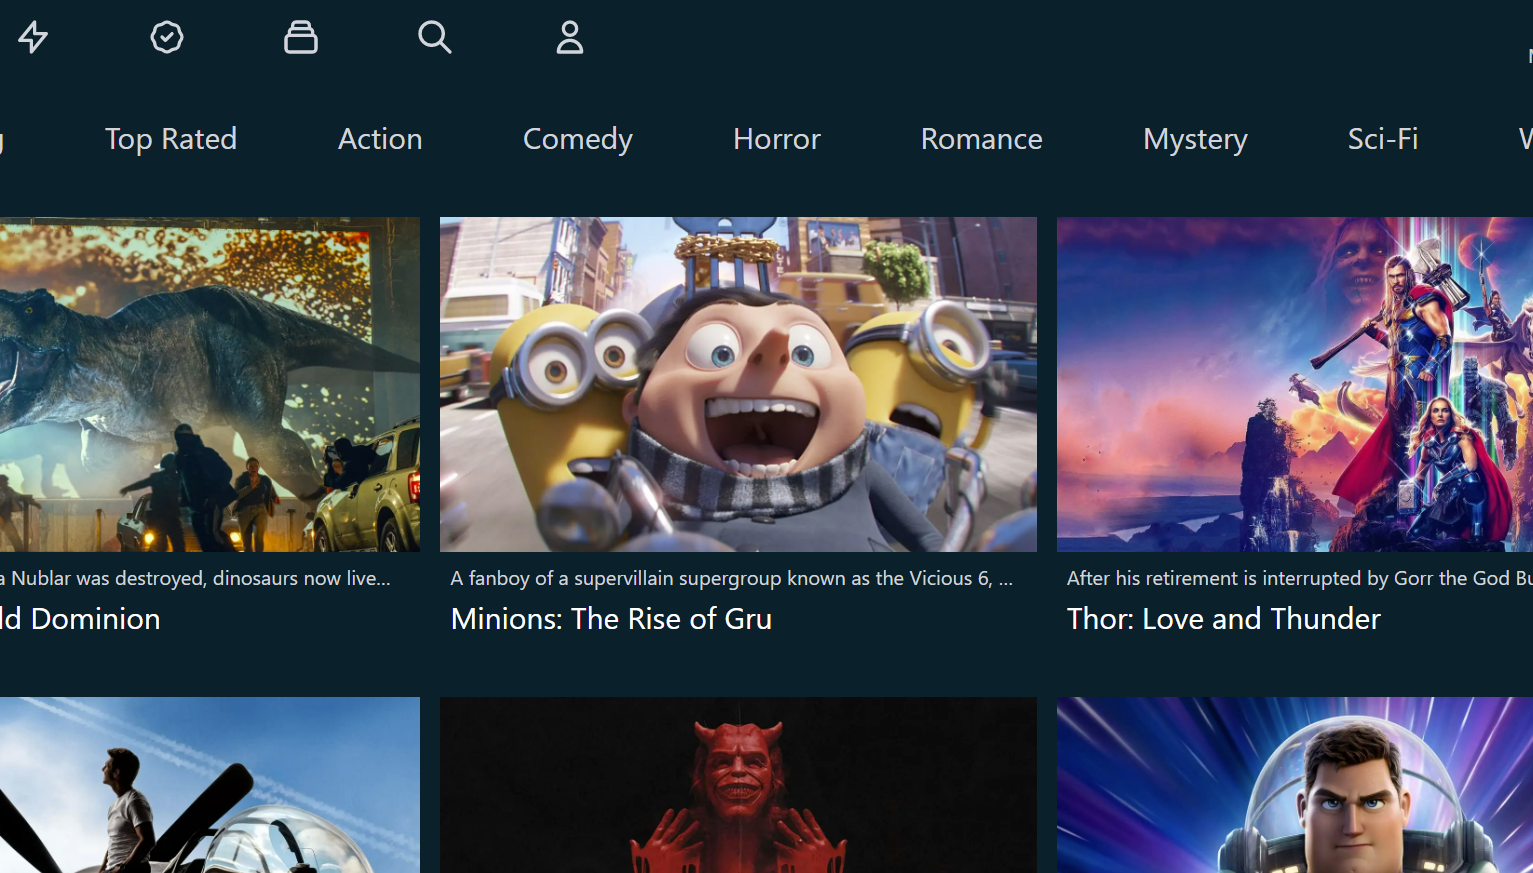 Top Rated Action Comedy Horror Romance Mystery Sci-Fi
a Nublar was destroyed, dinosaurs now live...
ld Dominion
A fanboy of a supervillain supergroup known as the Vicious 6, ...
Minions: The Rise of Gru
After his retirement is interrupted by Gorr the God Bu
Thor: Love and Thunder